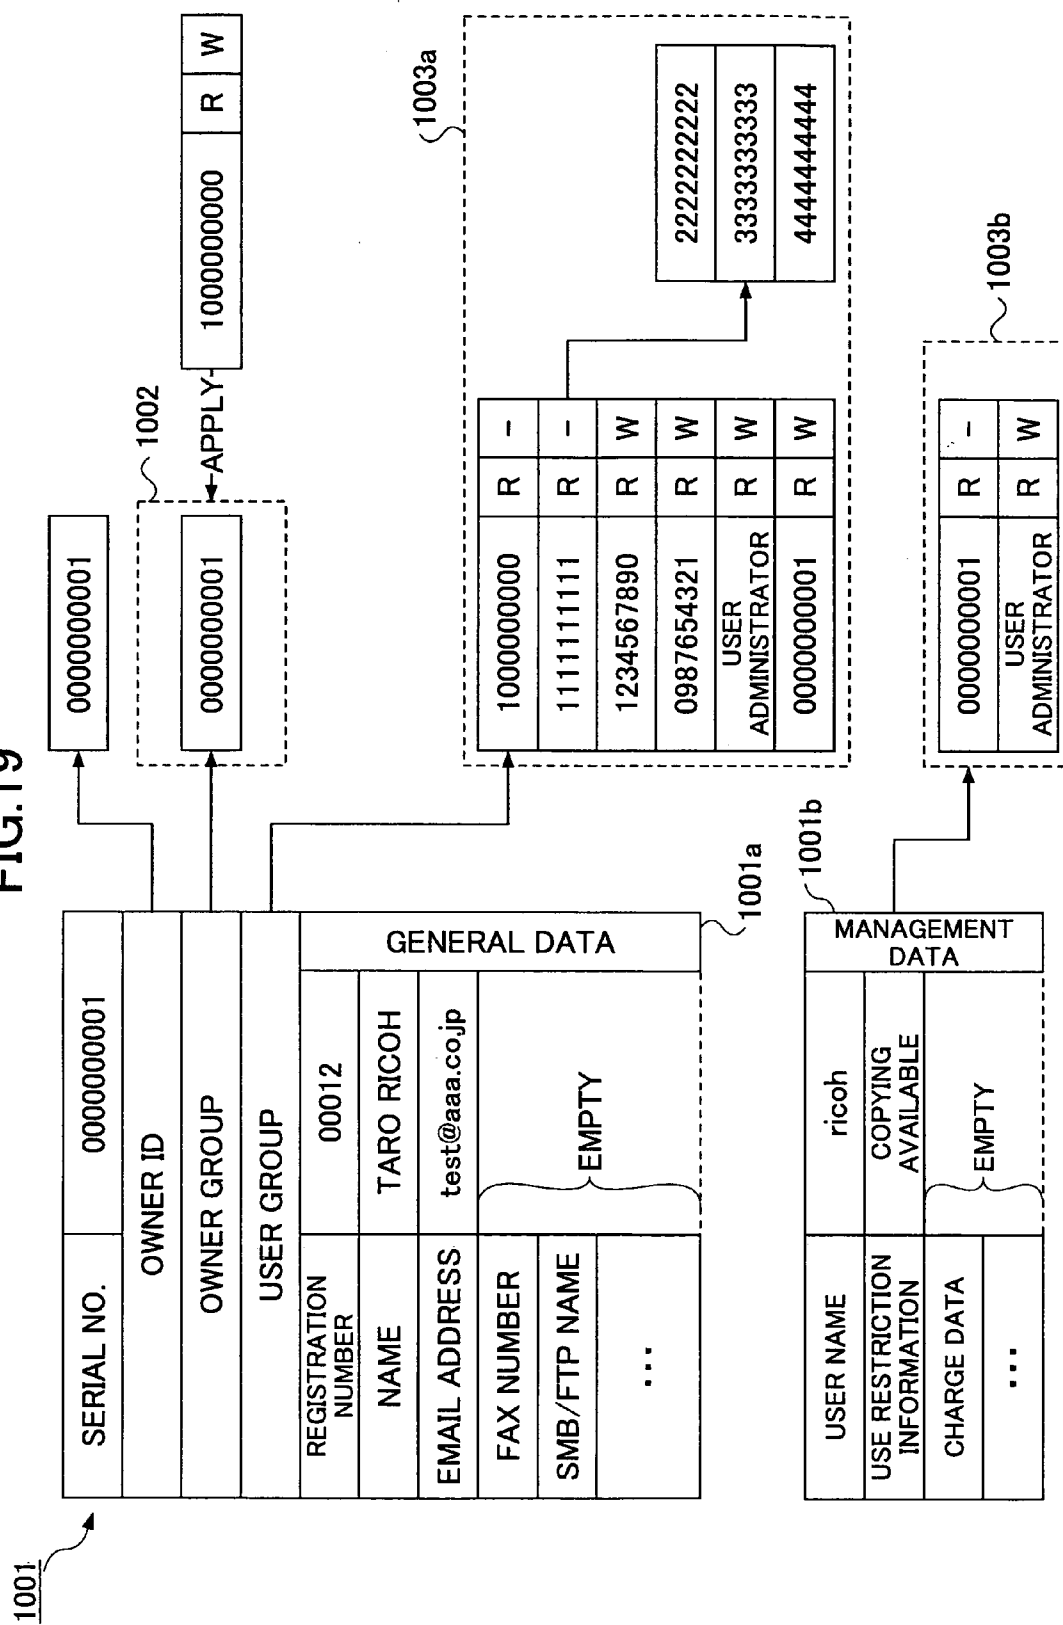 FIG.19
1001
SERIAL NO.
0000000001
OWNER ID
OWNER GROUP
USER GROUP
REGISTRATION
NUMBER
00012
NAME
TARO RICOH
EMAIL ADDRESS
test@aaa.co.jp
FAX NUMBER
SMB/FTP NAME
...
EMPTY
GENERAL DATA
1001a
USER NAME
ricoh
USE RESTRICTION
INFORMATION
COPYING
AVAILABLE
CHARGE DATA
...
EMPTY
MANAGEMENT
DATA
1001b
0000000001
1002
0000000001
APPLY
1000000000 R W
1003a
1000000000 R -
1111111111 R -
1234567890 R W
0987654321 R W
USER
ADMINISTRATOR R W
0000000001 R W
2222222222
3333333333
4444444444
1003b
0000000001 R -
USER
ADMINISTRATOR R W